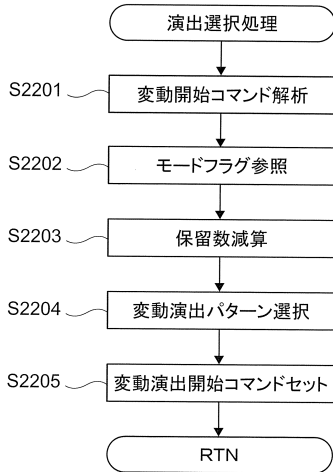 演出選択処理
S2201
変動開始コマンド解析
S2202
モードフラグ参照
S2203
保留数減算
S2204
変動演出パターン選択
S2205
変動演出開始コマンドセット
RTN